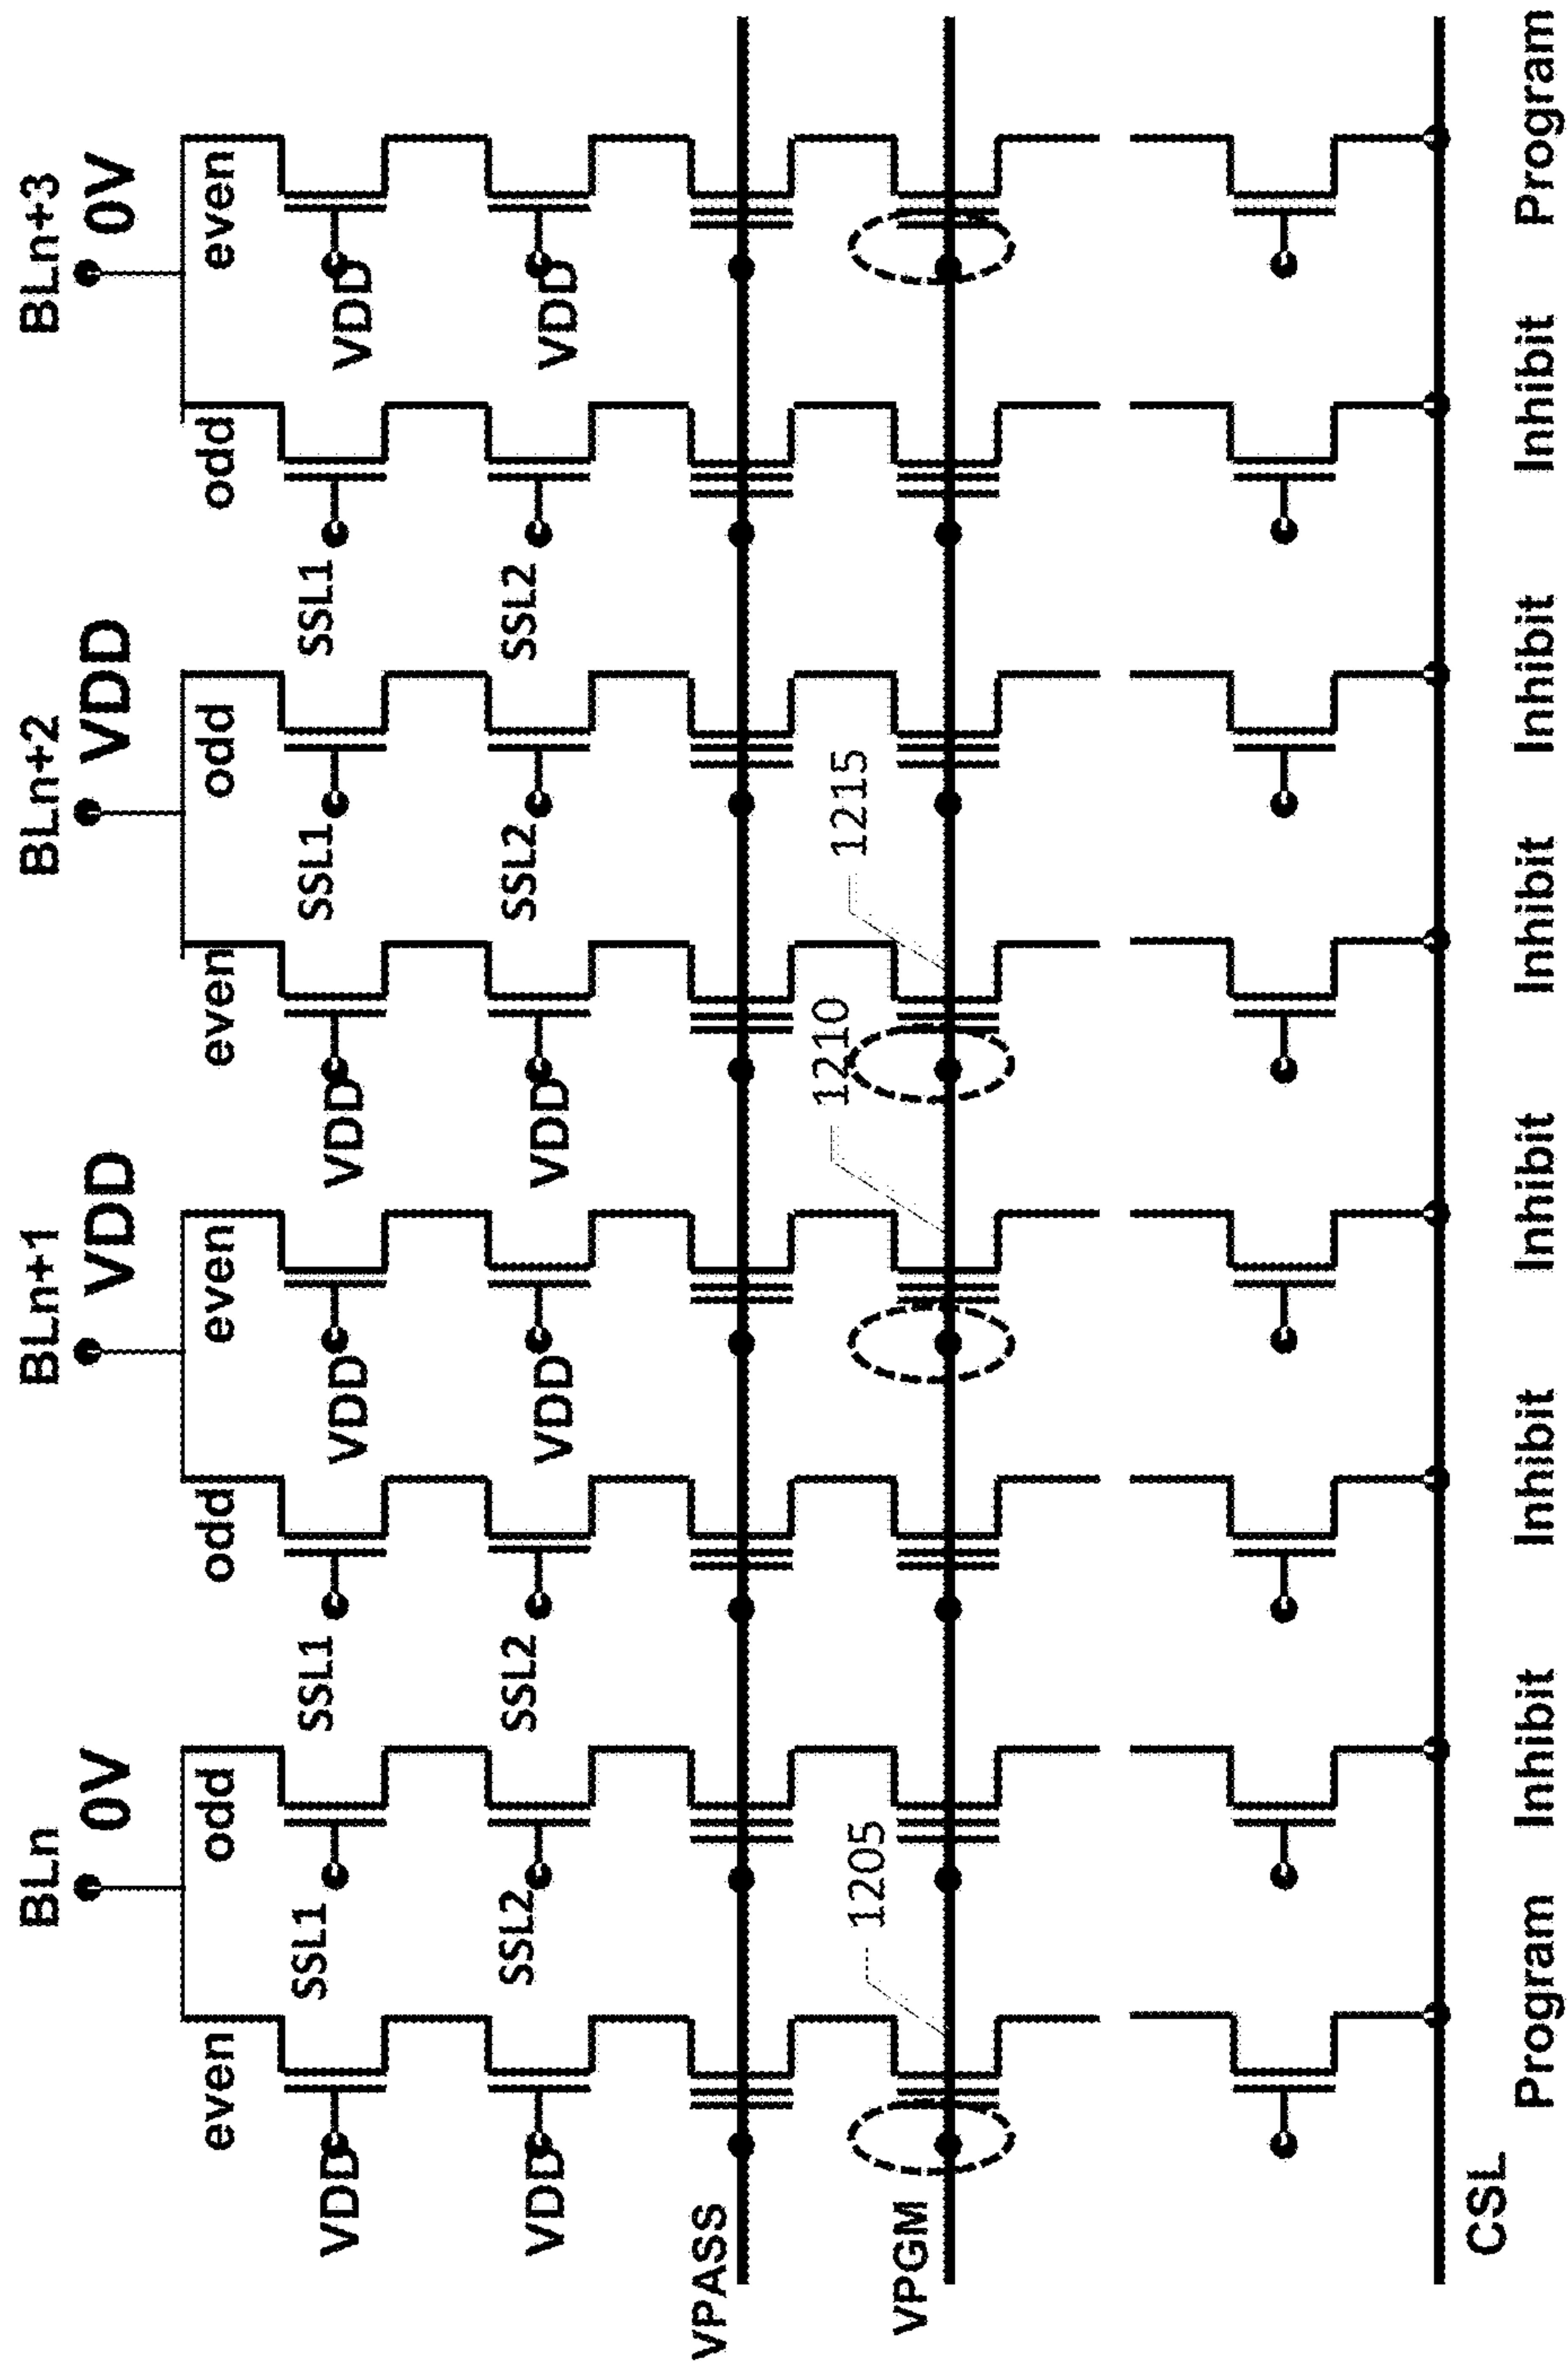 BLn BLn+1 BLn+2 BLn+3
0V VDD VDD 0V
even odd odd even even odd odd even
VDD SSL1 SSL1 VDD VDD SSL1 SSL1 VDD
VDD SSL2 SSL2 VDD VDD SSL2 SSL2 VDD
VPASS
1205 1210 1215
VPGM
CSL
Program Inhibit Inhibit Inhibit Inhibit Inhibit Inhibit Program